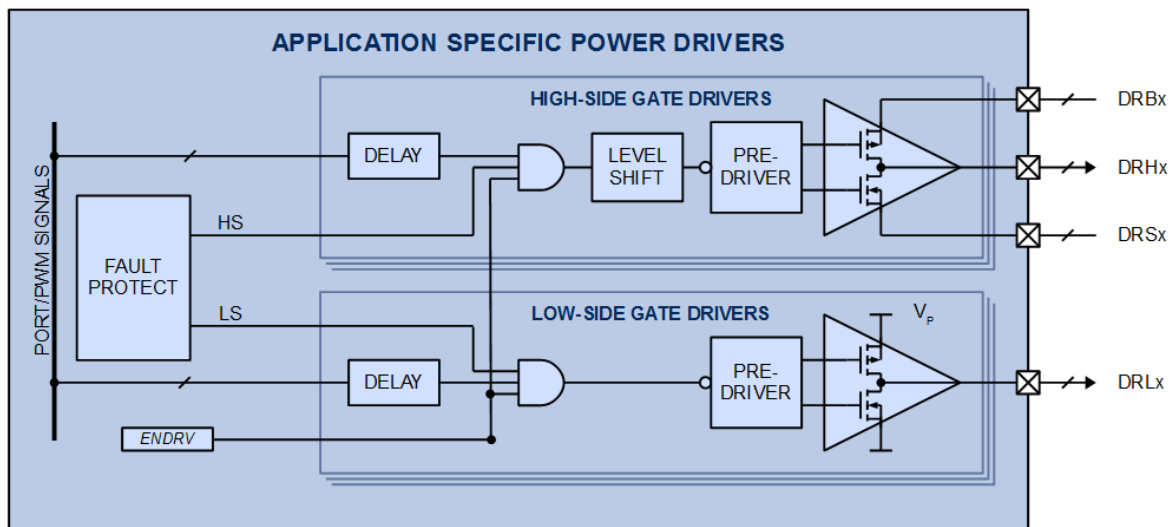 APPLICATION SPECIFIC POWER DRIVERS
HIGH-SIDE GATE DRIVERS
DRBx
DELAY
LEVEL
SHIFT
PRE-
DRIVER
DRHx
HS
DRSx
PORT/PWM SIGNALS
FAULT
PROTECT
LS
LOW-SIDE GATE DRIVERS
VP
DELAY
PRE-
DRIVER
DRLx
ENDRV